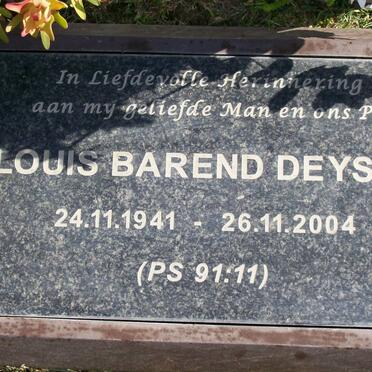 In Liefdevolle Herinnering
aan my geliefde Man en ons P
LOUIS BAREND DEYS
24.11.1941 - 26.11.2004
(PS 91:11)